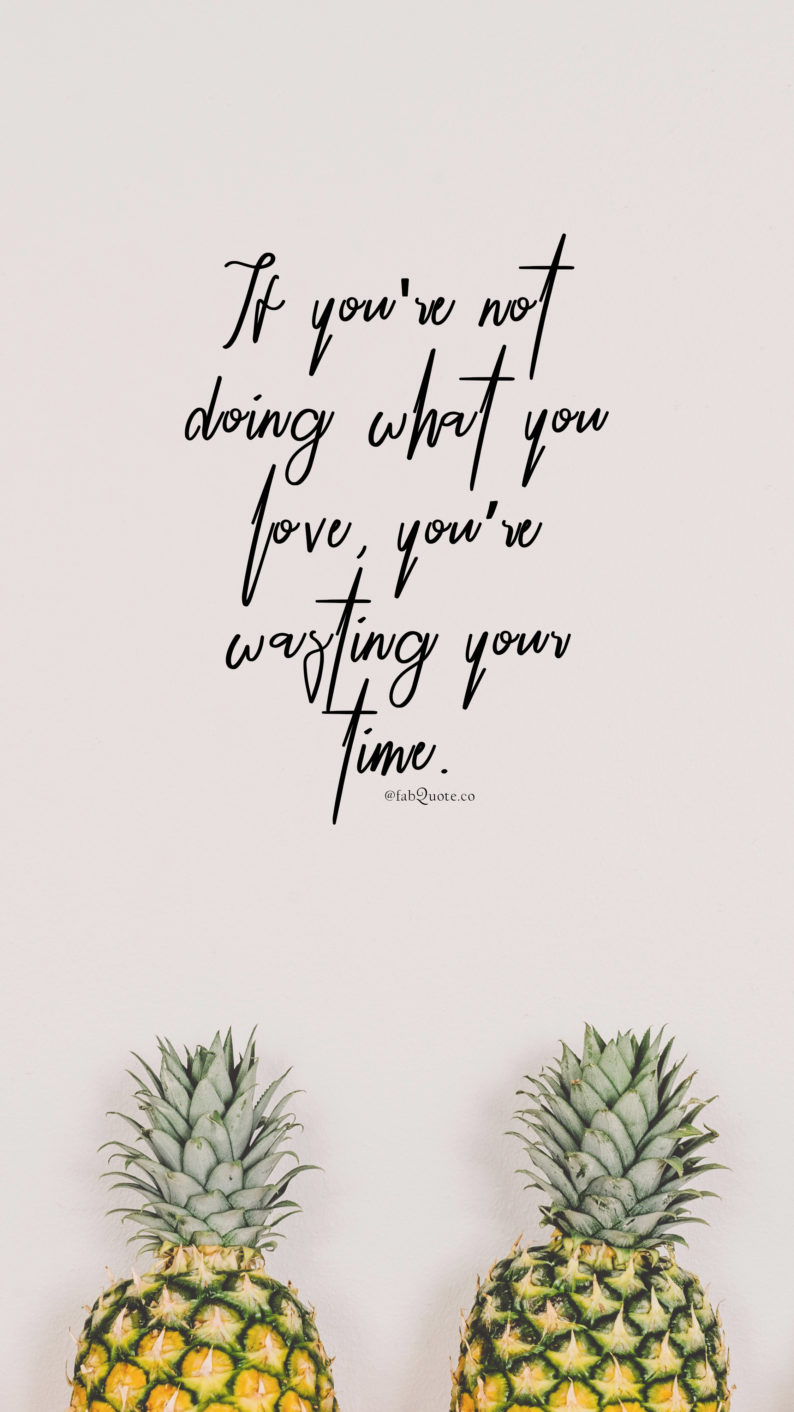 If you're not
doing what you
love, you're
wasting your
time.
@fabQuote.co